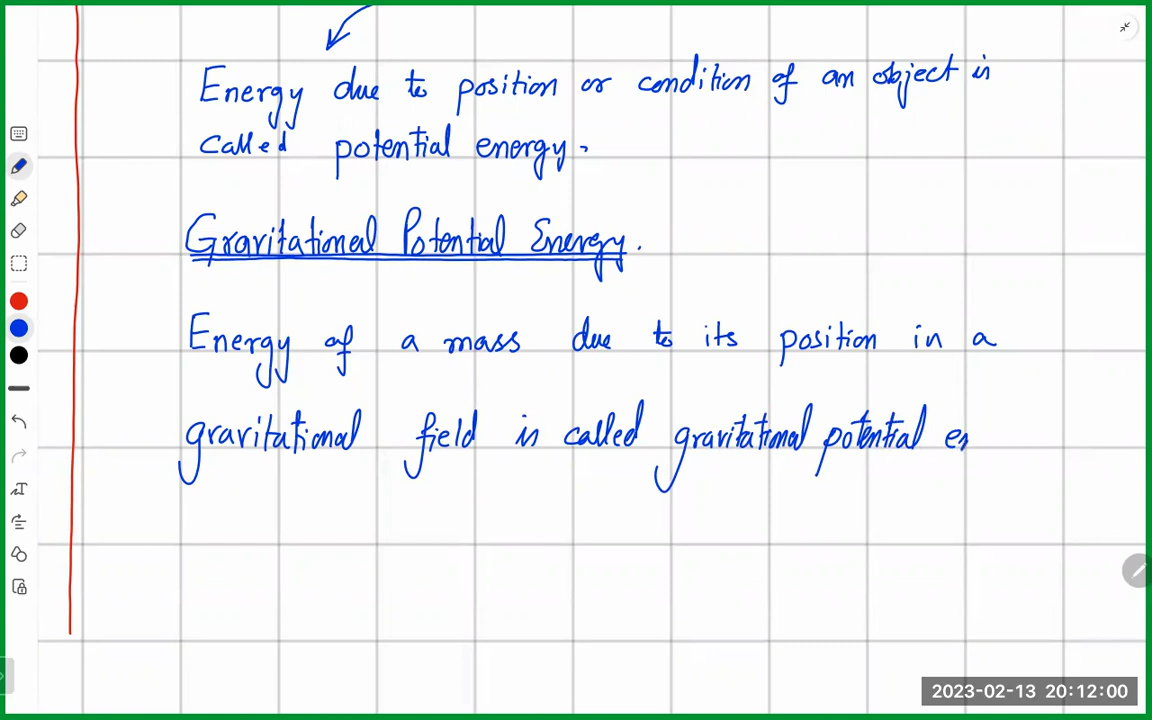 Energy due to position or condition of an object is
called potential energy.
Gravitational Potential Energy.
Energy of a mass due to its position in a
gravitational field is called gravitational potential en
2023-02-13 20:12:00